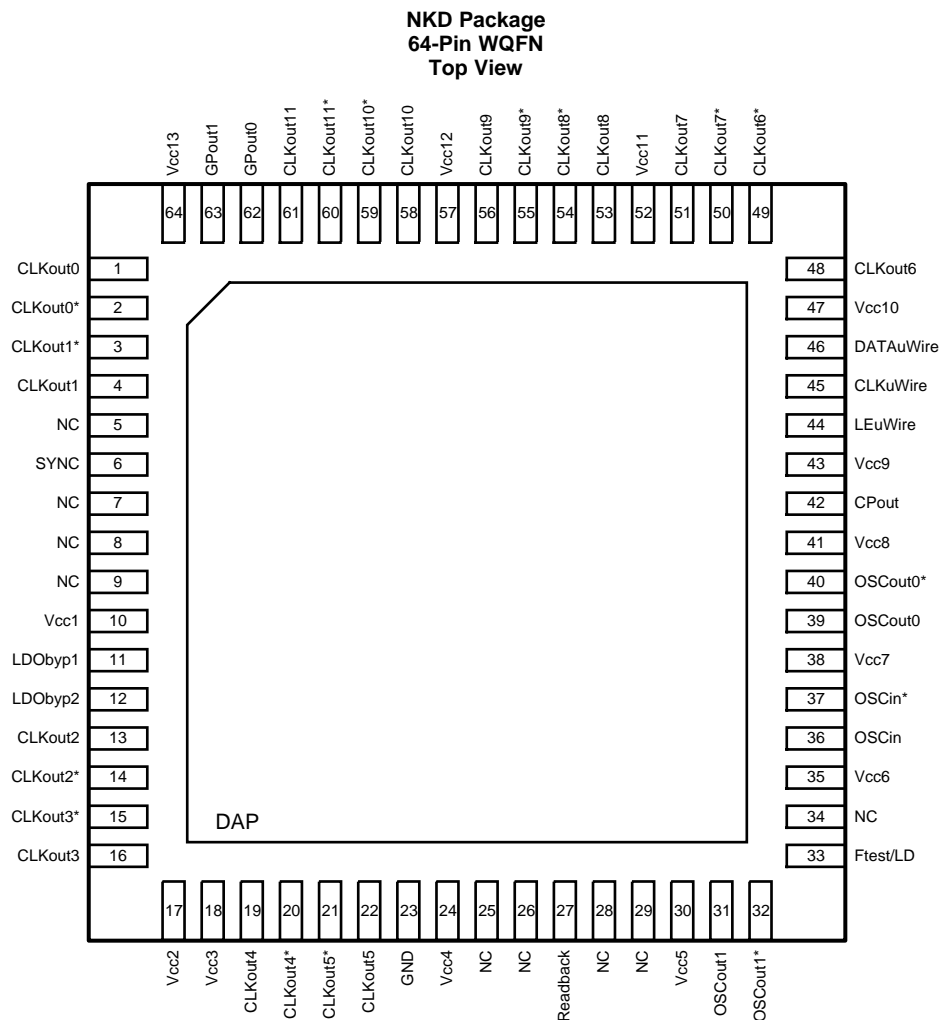 NKD Package
64-Pin WQFN
Top View
Vcc13
GPout1
GPout0
CLKout11
CLKout11*
CLKout10*
CLKout10
Vcc12
CLKout9
CLKout9*
CLKout8*
CLKout8
Vcc11
CLKout7
CLKout7*
CLKout6*
64 63 62 61 60 59 58 57 56 55 54 53 52 51 50 49
CLKout0 1 48 CLKout6
CLKout0* 2 47 Vcc10
CLKout1* 3 46 DATAuWire
CLKout1 4 45 CLKuWire
NC 5 44 LEuWire
SYNC 6 43 Vcc9
NC 7 42 CPout
NC 8 41 Vcc8
NC 9 40 OSCout0*
Vcc1 10 39 OSCout0
LDObyp1 11 38 Vcc7
LDObyp2 12 37 OSCin*
CLKout2 13 36 OSCin
CLKout2* 14 35 Vcc6
CLKout3* 15 34 NC
DAP
CLKout3 16 33 Ftest/LD
17 18 19 20 21 22 23 24 25 26 27 28 29 30 31 32
Vcc2
Vcc3
CLKout4
CLKout4*
CLKout5*
CLKout5
GND
Vcc4
NC
NC
Readback
NC
NC
Vcc5
OSCout1
OSCout1*